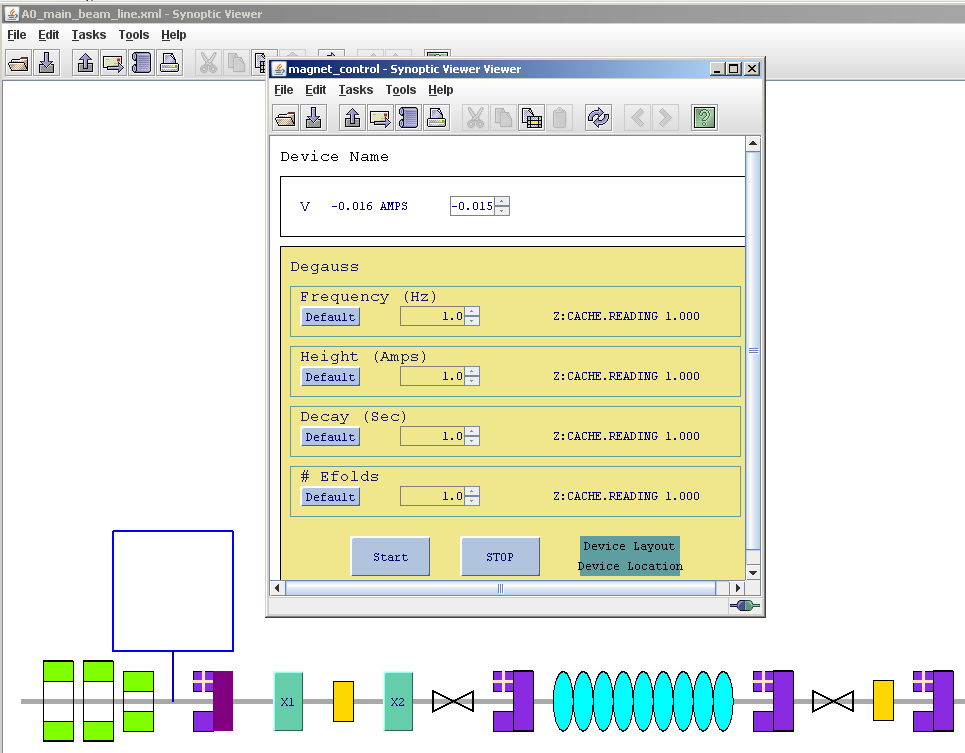 A0_main_beam_line.xml - Synoptic Viewer
File Edit Tasks Tools Help
magnet_control - Synoptic Viewer Viewer
File Edit Tasks Tools Help
?
Device Name
V -0.016 AMPS -0.015
Degauss
Frequency (Hz)
Default 1.0 Z:CACHE.READING 1.000
Height (Amps)
Default 1.0 Z:CACHE.READING 1.000
Decay (Sec)
Default 1.0 Z:CACHE.READING 1.000
# Efolds
Default 1.0 Z:CACHE.READING 1.000
Start STOP Device Layout
Device Location
X1 X2